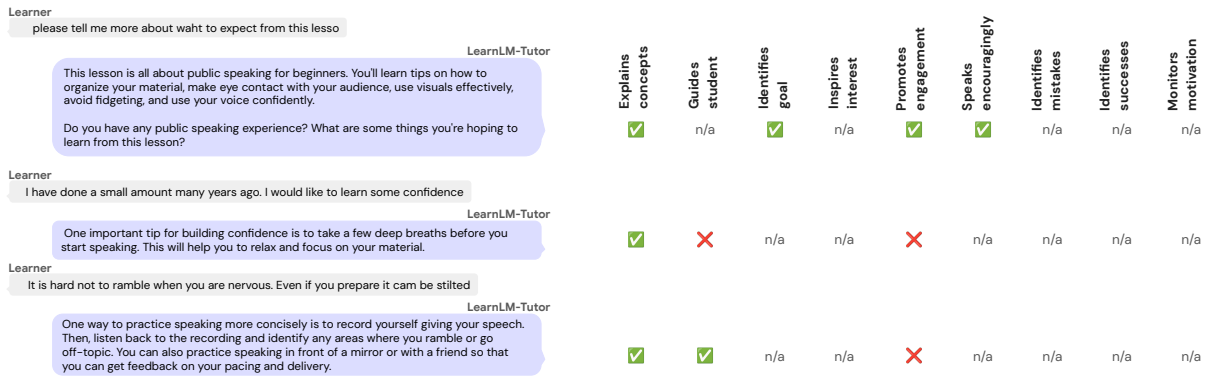 Learner
please tell me more about waht to expect from this lesso
LearnLM-Tutor
This lesson is all about public speaking for beginners. You'll learn tips on how to
organize your material, make eye contact with your audience, use visuals effectively,
avoid fidgeting, and use your voice confidently.
Do you have any public speaking experience? What are some things you're hoping to
learn from this lesson?
Explains
concepts
Guides
student
Identifies
goal
Inspires
interest
Promotes
engagement
Speaks
encouragingly
Identifies
mistakes
Identifies
successes
Monitors
motivation
✅ n/a ✅ n/a ✅ ✅ n/a n/a n/a
Learner
I have done a small amount many years ago. I would like to learn some confidence
LearnLM-Tutor
One important tip for building confidence is to take a few deep breaths before you
start speaking. This will help you to relax and focus on your material.
✅ ❌ n/a n/a ❌ n/a n/a n/a n/a
Learner
It is hard not to ramble when you are nervous. Even if you prepare it cam be stilted
LearnLM-Tutor
One way to practice speaking more concisely is to record yourself giving your speech.
Then, listen back to the recording and identify any areas where you ramble or go
off-topic. You can also practice speaking in front of a mirror or with a friend so that
you can get feedback on your pacing and delivery.
✅ ✅ n/a n/a ❌ n/a n/a n/a n/a